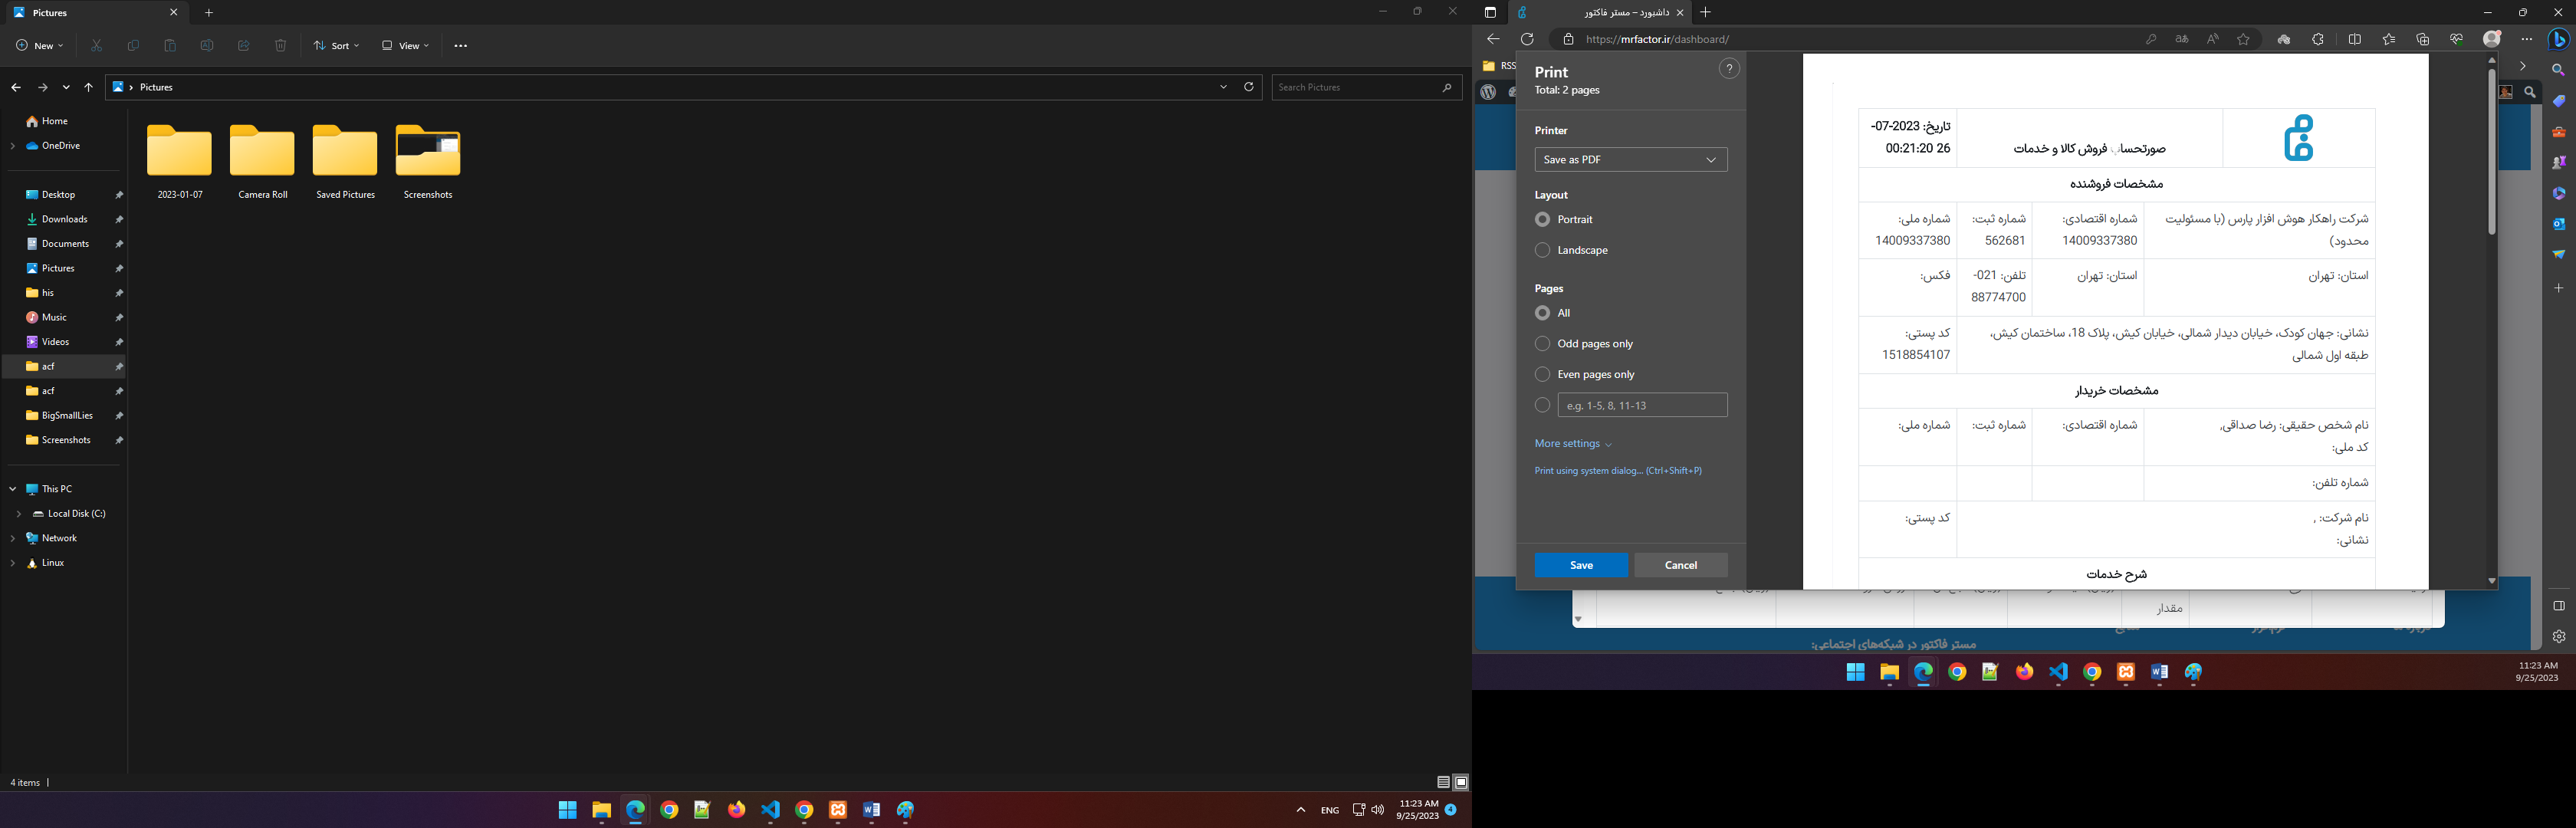 Pictures
New
Sort
View
Pictures
Search Pictures
Home
OneDrive
Desktop
Downloads
Documents
Pictures
his
Music
Videos
acf
acf
BigSmallLies
Screenshots
This PC
Local Disk (C:)
Network
Linux
2023-01-07
Camera Roll
Saved Pictures
Screenshots
4 items
ENG
11:23 AM
9/25/2023
4
داشبورد – مستر فاکتور
https://mrfactor.ir/dashboard/
RSS
Print
Total: 2 pages
?
Printer
Save as PDF
Layout
Portrait
Landscape
Pages
All
Odd pages only
Even pages only
e.g. 1-5, 8, 11-13
More settings
Print using system dialog... (Ctrl+Shift+P)
Save
Cancel
صورتحساب فروش کالا و خدمات
تاریخ: 2023-07-
26 00:21:20
مشخصات فروشنده
شرکت راهکار هوش افزار پارس (با مسئولیت
محدود)
شماره اقتصادی:
14009337380
شماره ثبت:
562681
شماره ملی:
14009337380
استان: تهران
استان: تهران
تلفن: 021-
88774700
فکس:
نشانی: جهان کودک، خیابان دیدار شمالی، خیابان کیش، پلاک 18، ساختمان کیش،
طبقه اول شمالی
کد پستی:
1518854107
مشخصات خریدار
نام شخص حقیقی: رضا صداقی,
کد ملی:
شماره اقتصادی:
شماره ثبت:
شماره ملی:
شماره تلفن:
نام شرکت: ,
نشانی:
کد پستی:
شرح خدمات
مقدار
مستر فاکتور در شبکه‌های اجتماعی:
11:23 AM
9/25/2023